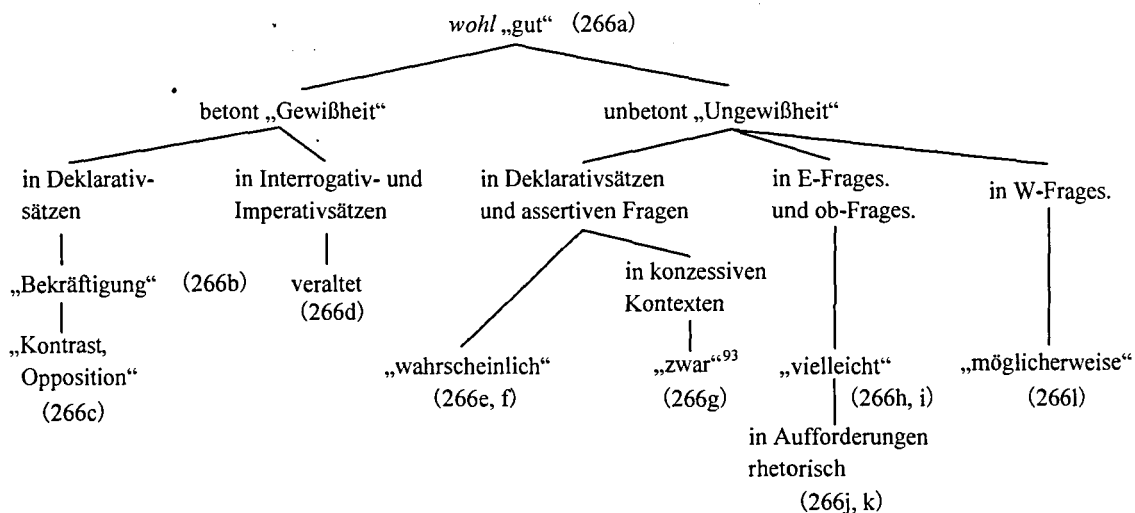 wohl „gut“ (266a)
betont „Gewißheit“
unbetont „Ungewißheit“
in Deklarativ-
sätzen
in Interrogativ- und
Imperativsätzen
in Deklarativsätzen
und assertiven Fragen
in E-Frages.
und ob-Frages.
in W-Frages.
„Bekräftigung“ (266b)
veraltet
(266d)
in konzessiven
Kontexten
„Kontrast,
Opposition“
(266c)
„wahrscheinlich“
(266e, f)
„zwar“93
(266g)
„vielleicht“
(266h, i)
„möglicherweise“
(266l)
in Aufforderungen
rhetorisch
(266j, k)